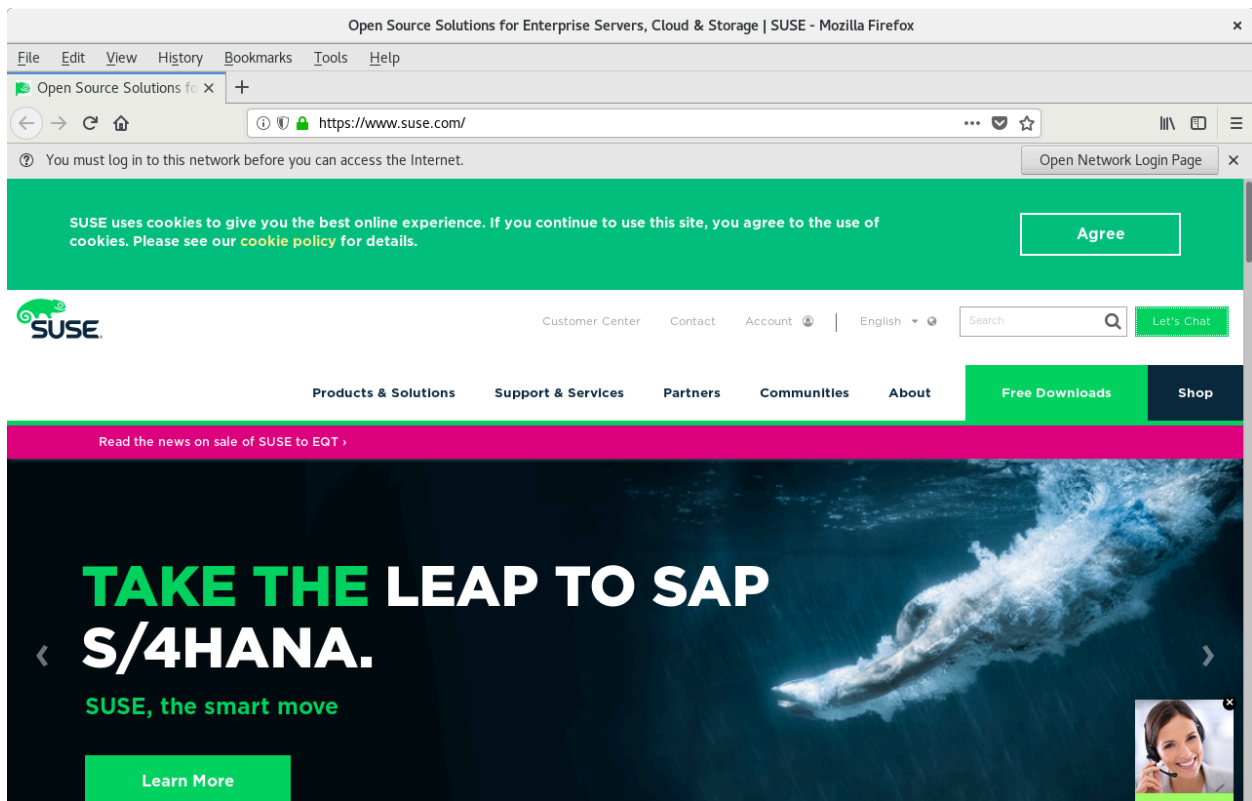 Open Source Solutions for Enterprise Servers, Cloud & Storage | SUSE - Mozilla Firefox
File Edit View History Bookmarks Tools Help
Open Source Solutions fo
https://www.suse.com/
You must log in to this network before you can access the Internet.
Open Network Login Page
SUSE uses cookies to give you the best online experience. If you continue to use this site, you agree to the use of
cookies. Please see our cookie policy for details.
Agree
SUSE.
Customer Center Contact Account English Search Let's Chat
Products & Solutions Support & Services Partners Communities About Free Downloads Shop
Read the news on sale of SUSE to EQT ›
TAKE THE LEAP TO SAP
S/4HANA.
SUSE, the smart move
Learn More